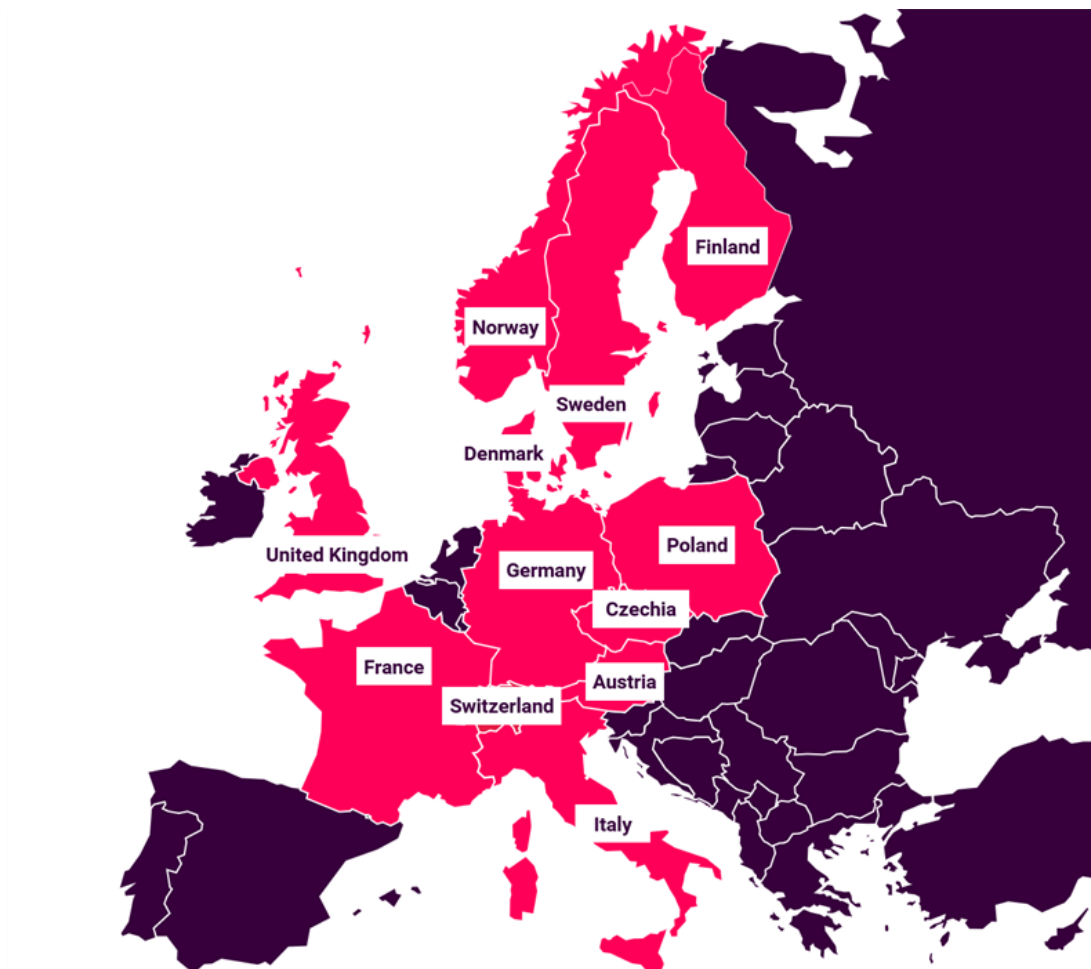 Finland
Norway
Sweden
Denmark
Poland
United Kingdom
Germany
Czechia
France
Austria
Switzerland
Italy